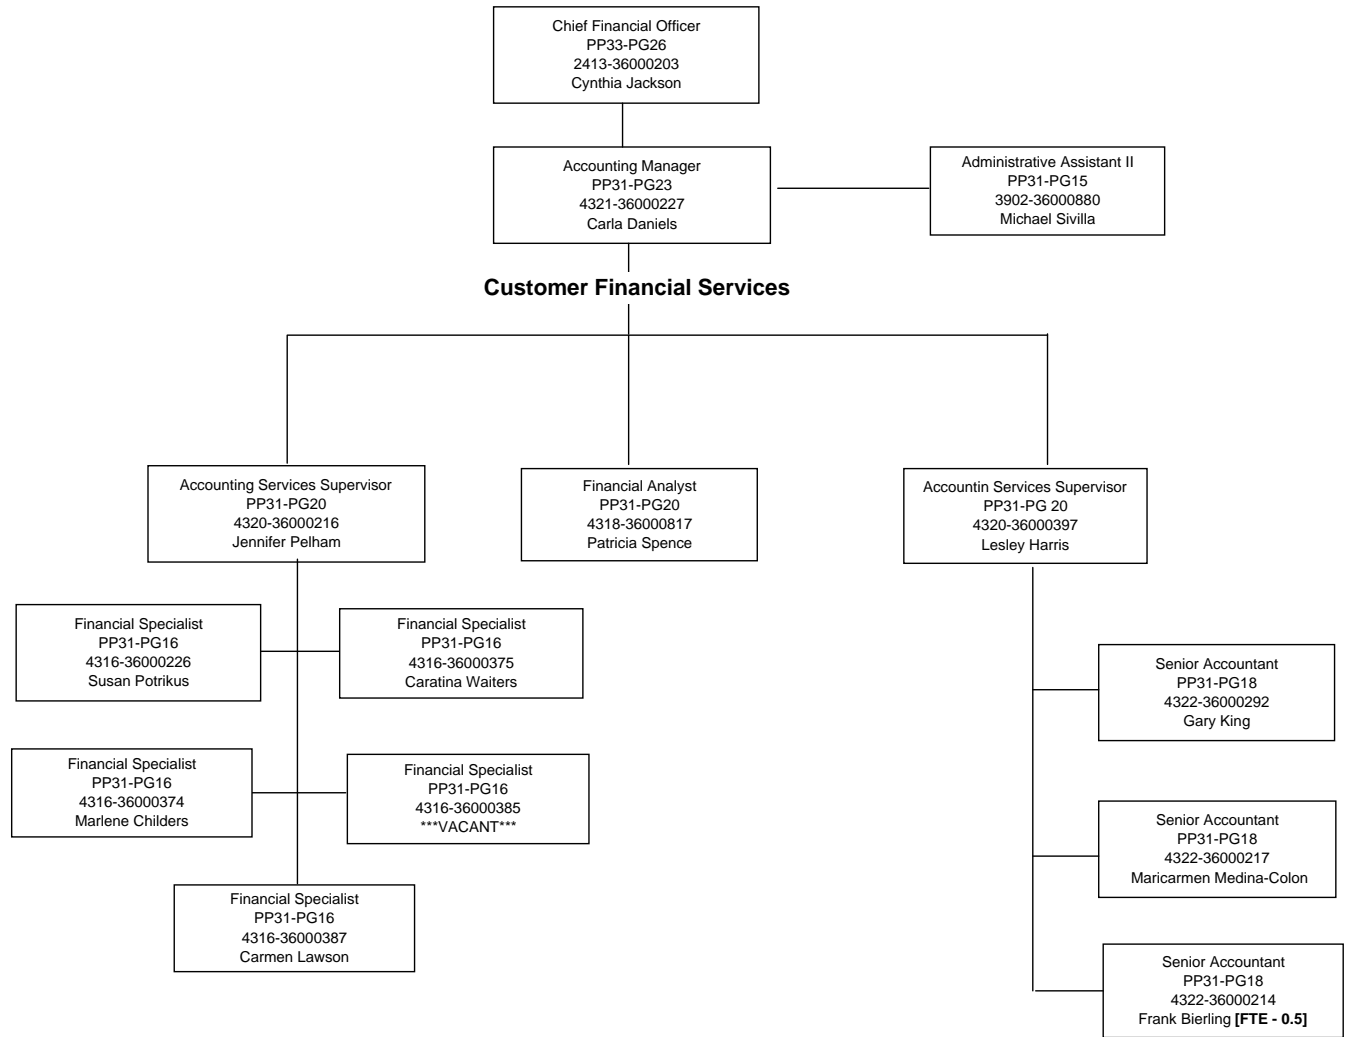 Chief Financial Officer
PP33-PG26
2413-36000203
Cynthia Jackson
Accounting Manager
PP31-PG23
4321-36000227
Carla Daniels
Administrative Assistant II
PP31-PG15
3902-36000880
Michael Sivilla
Customer Financial Services
Accounting Services Supervisor
PP31-PG20
4320-36000216
Jennifer Pelham
Financial Analyst
PP31-PG20
4318-36000817
Patricia Spence
Accountin Services Supervisor
PP31-PG 20
4320-36000397
Lesley Harris
Financial Specialist
PP31-PG16
4316-36000226
Susan Potrikus
Financial Specialist
PP31-PG16
4316-36000375
Caratina Waiters
Financial Specialist
PP31-PG16
4316-36000374
Marlene Childers
Financial Specialist
PP31-PG16
4316-36000385
***VACANT***
Financial Specialist
PP31-PG16
4316-36000387
Carmen Lawson
Senior Accountant
PP31-PG18
4322-36000292
Gary King
Senior Accountant
PP31-PG18
4322-36000217
Maricarmen Medina-Colon
Senior Accountant
PP31-PG18
4322-36000214
Frank Bierling [FTE - 0.5]